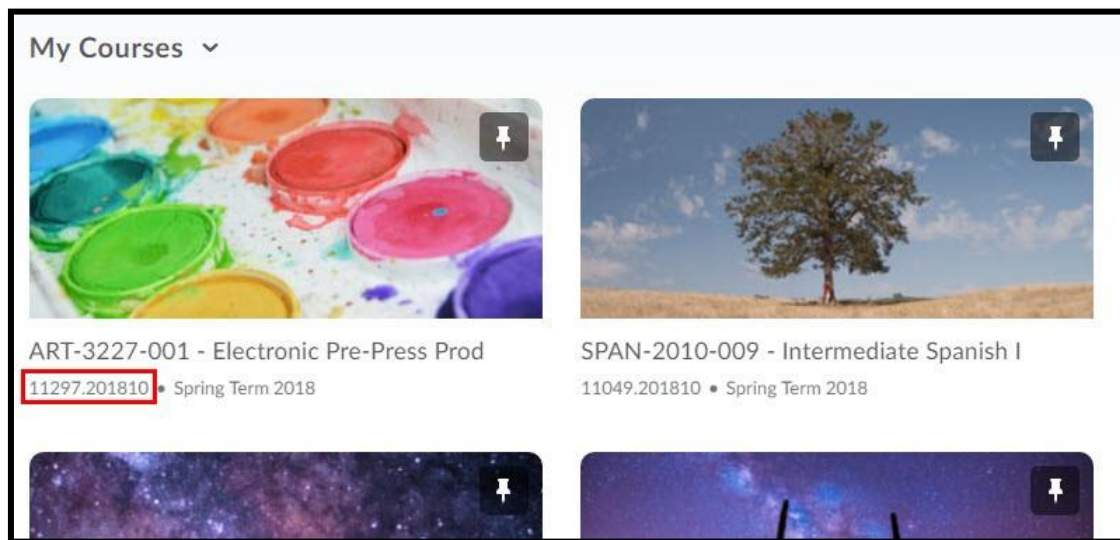 My Courses
ART-3227-001 - Electronic Pre-Press Prod
11297.201810 • Spring Term 2018
SPAN-2010-009 - Intermediate Spanish I
11049.201810 • Spring Term 2018